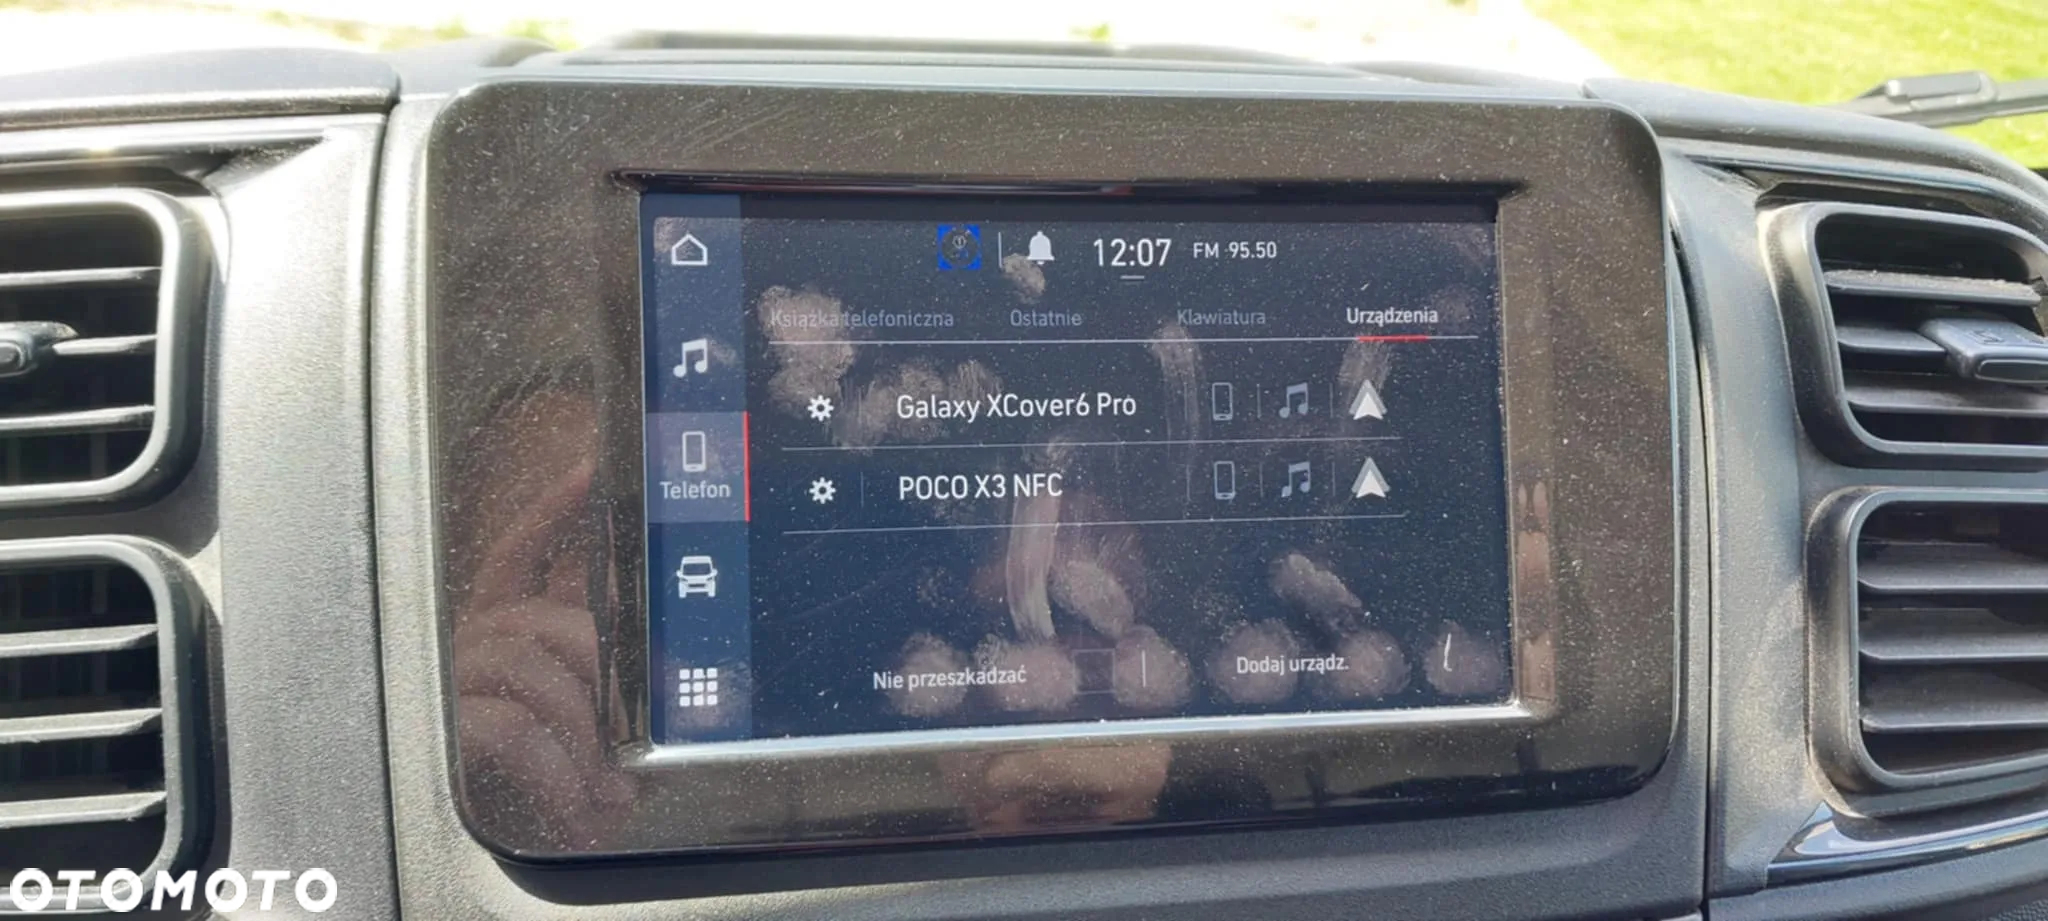 12:07 FM 95.50
Książka telefoniczna Ostatnie Klawiatura Urządzenia
Galaxy XCover6 Pro
POCO X3 NFC
Telefon
Nie przeszkadzać Dodaj urządz.
OTOMOTO